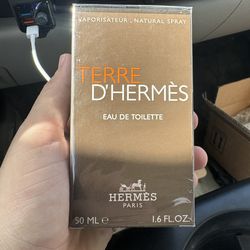 VAPORISATEUR . NATURAL SPRAY
TERRE
D'HERMÈS
EAU DE TOILETTE
HERMÈS
PARIS
50 ML ℮ 1.6 FL.OZ.